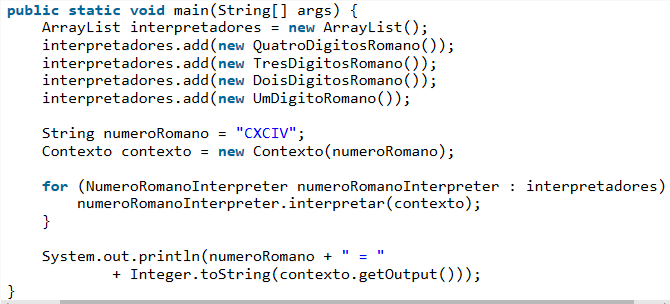 public static void main(String[] args) {
    ArrayList interpretadores = new ArrayList();
    interpretadores.add(new QuatroDigitosRomano());
    interpretadores.add(new TresDigitosRomano());
    interpretadores.add(new DoisDigitosRomano());
    interpretadores.add(new UmDigitoRomano());

    String numeroRomano = "CXCIV";
    Contexto contexto = new Contexto(numeroRomano);

    for (NumeroRomanoInterpreter numeroRomanoInterpreter : interpretadores)
        numeroRomanoInterpreter.interpretar(contexto);
    }

    System.out.println(numeroRomano + " = "
            + Integer.toString(contexto.getOutput()));
}